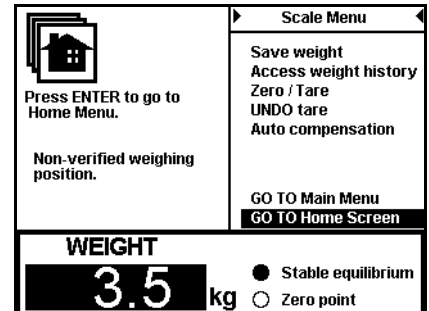 Press ENTER to go to
Home Menu.
Non-verified weighing
position.
Scale Menu
Save weight
Access weight history
Zero / Tare
UNDO tare
Auto compensation
GO TO Main Menu
GO TO Home Screen
WEIGHT
3.5 kg
Stable equilibrium
Zero point